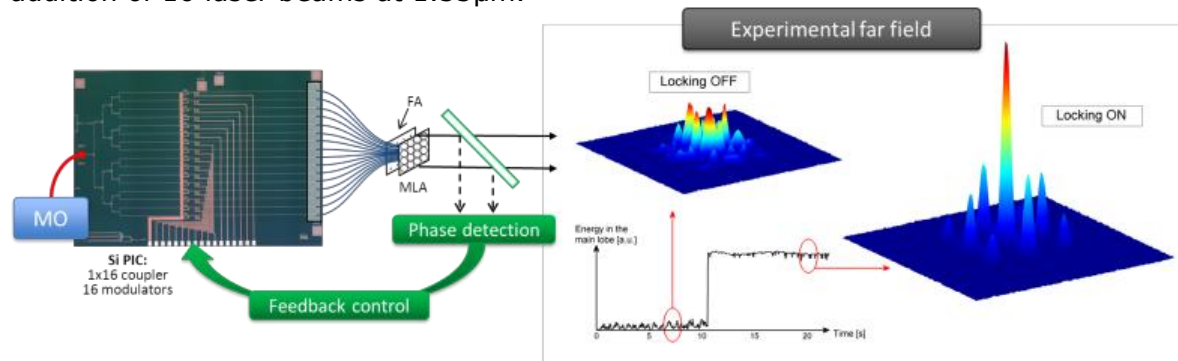 addition of 16 laser beams at 1.55µm.
Experimental far field
Locking OFF
Locking ON
FA
MLA
MO
Phase detection
Si PIC:
1x16 coupler
16 modulators
Feedback control
Energy in the
main lobe [a.u.]
0 5 10 15 20 Time [s]